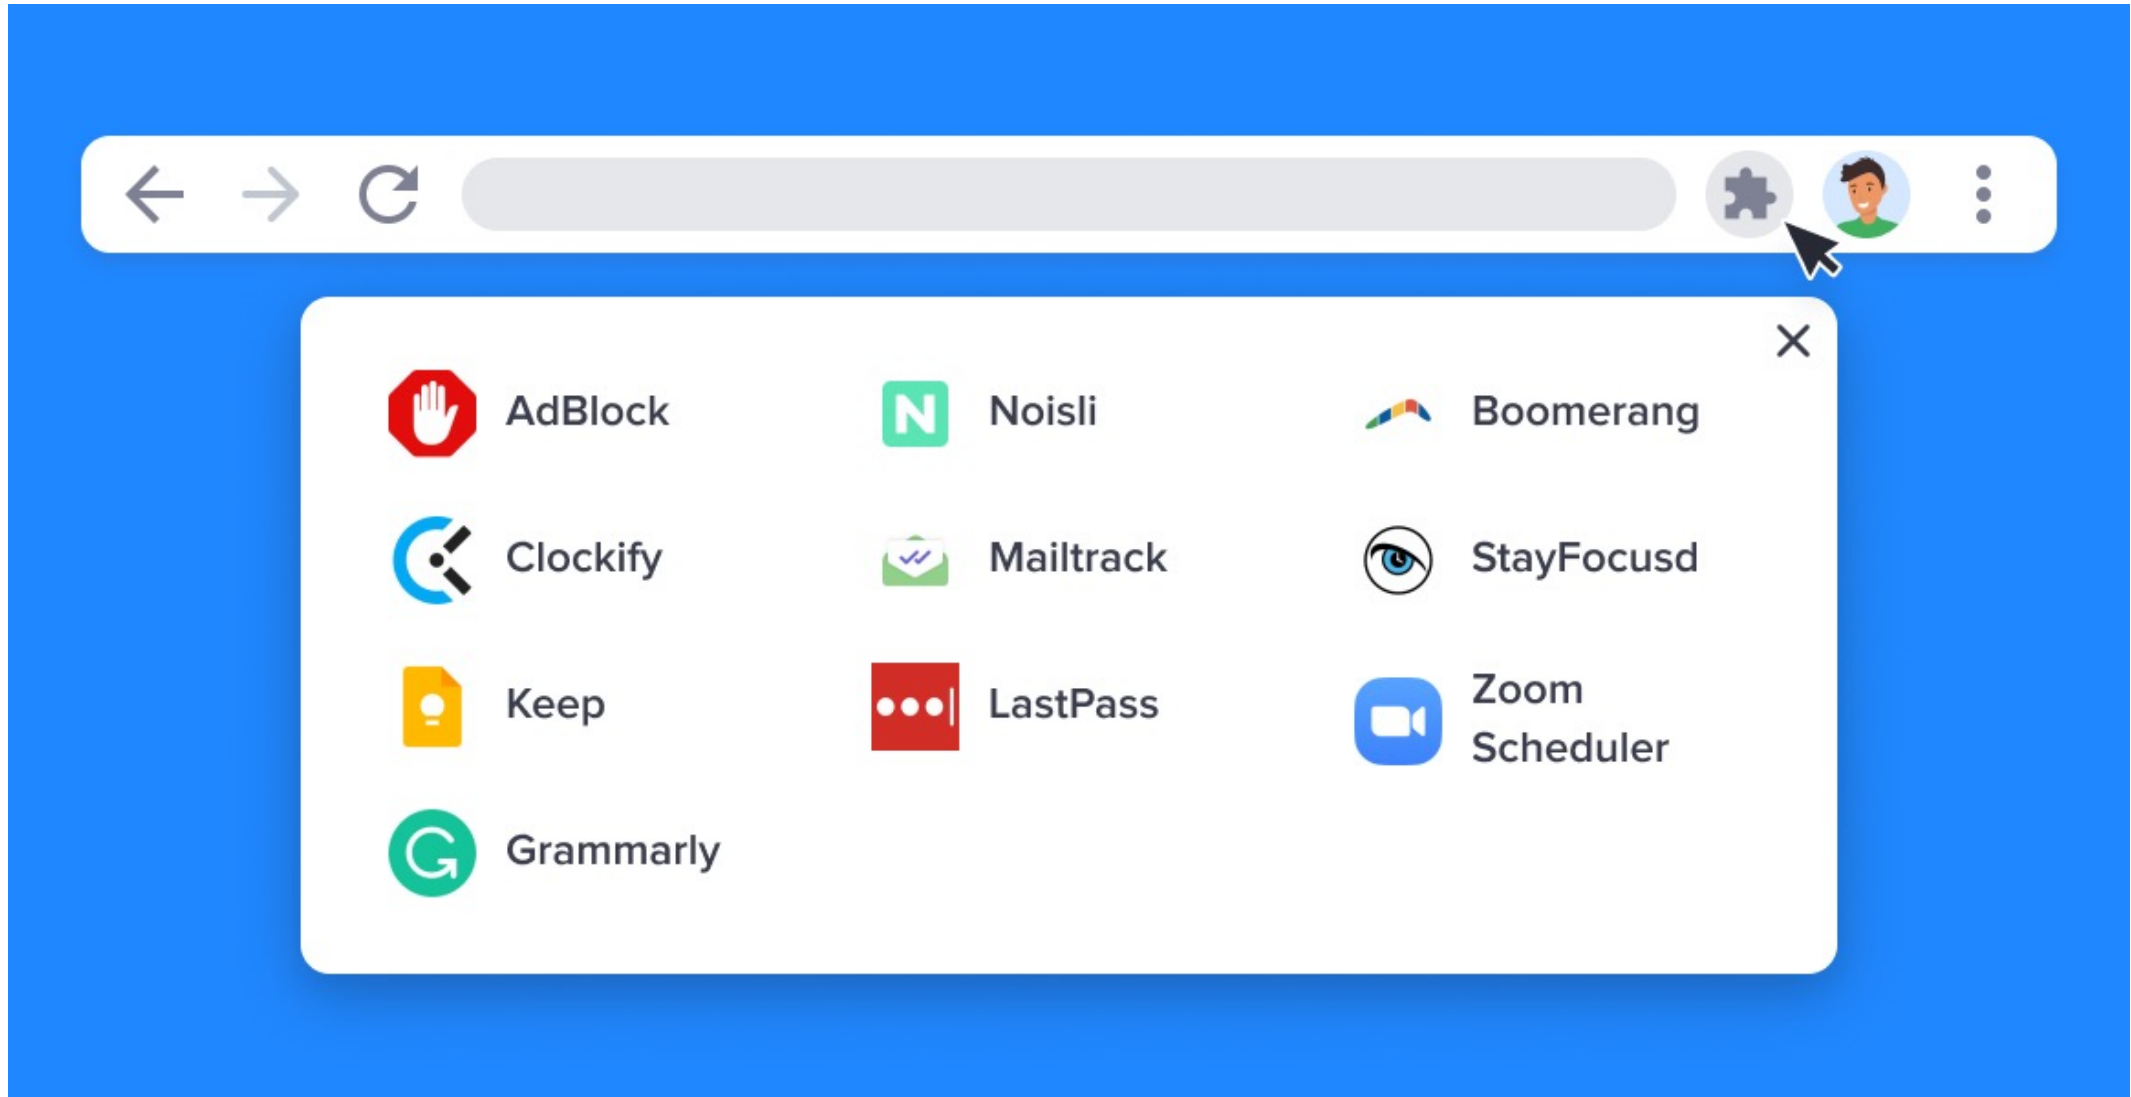 AdBlock
Noisli
Boomerang
Clockify
Mailtrack
StayFocusd
Keep
LastPass
Zoom
Scheduler
Grammarly